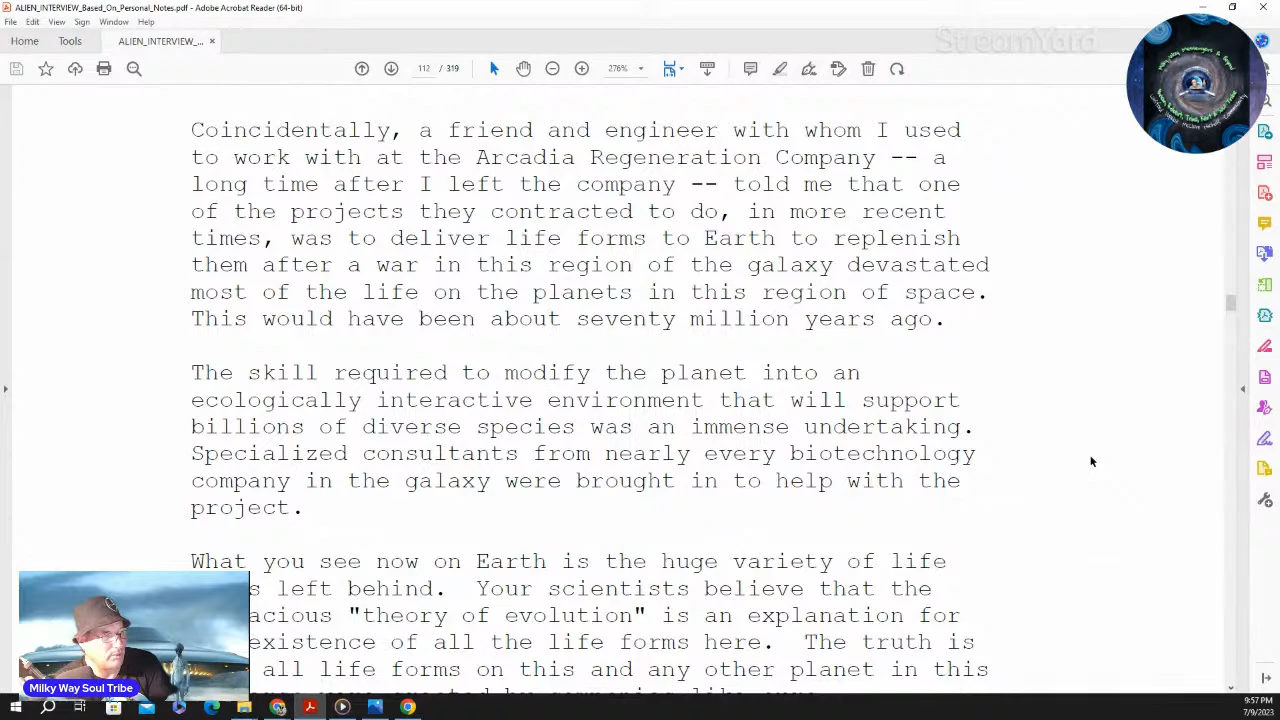 ALIEN_INTERVIEW_Based_On_Personal_Notes.pdf - Adobe Acrobat Reader (64-bit)
File Edit View Sign Window Help
StreamYard
Home Tools ALIEN_INTERVIEW_... ×
112 / 319 276%
Coincidentally, a friend and engineer with whom I used
to work with at the Arcadia Regeneration Company -- a
long time after I left the company -- told me that one
of the projects they contracted to do, in more recent
times, was to deliver life forms to Earth to replenish
them after a war in this region of the galaxy devastated
most of the life on the planets in this region of space.
This would have been about seventy million years ago.
The skill required to modify the planet into an
ecologically interactive environment that will support
billions of diverse species was an immense undertaking.
Specialized consultants from nearly every biotechnology
company in the galaxy were brought in to help with the
project.
What you see now on Earth is the huge variety of life
left behind. Your scientists believe that the
"theory of evolution" is an explanation for
existence of all the life forms here. The truth is
all life forms on this and any other planet in this
Milky Way Soul Tribe
9:57 PM
7/9/2023